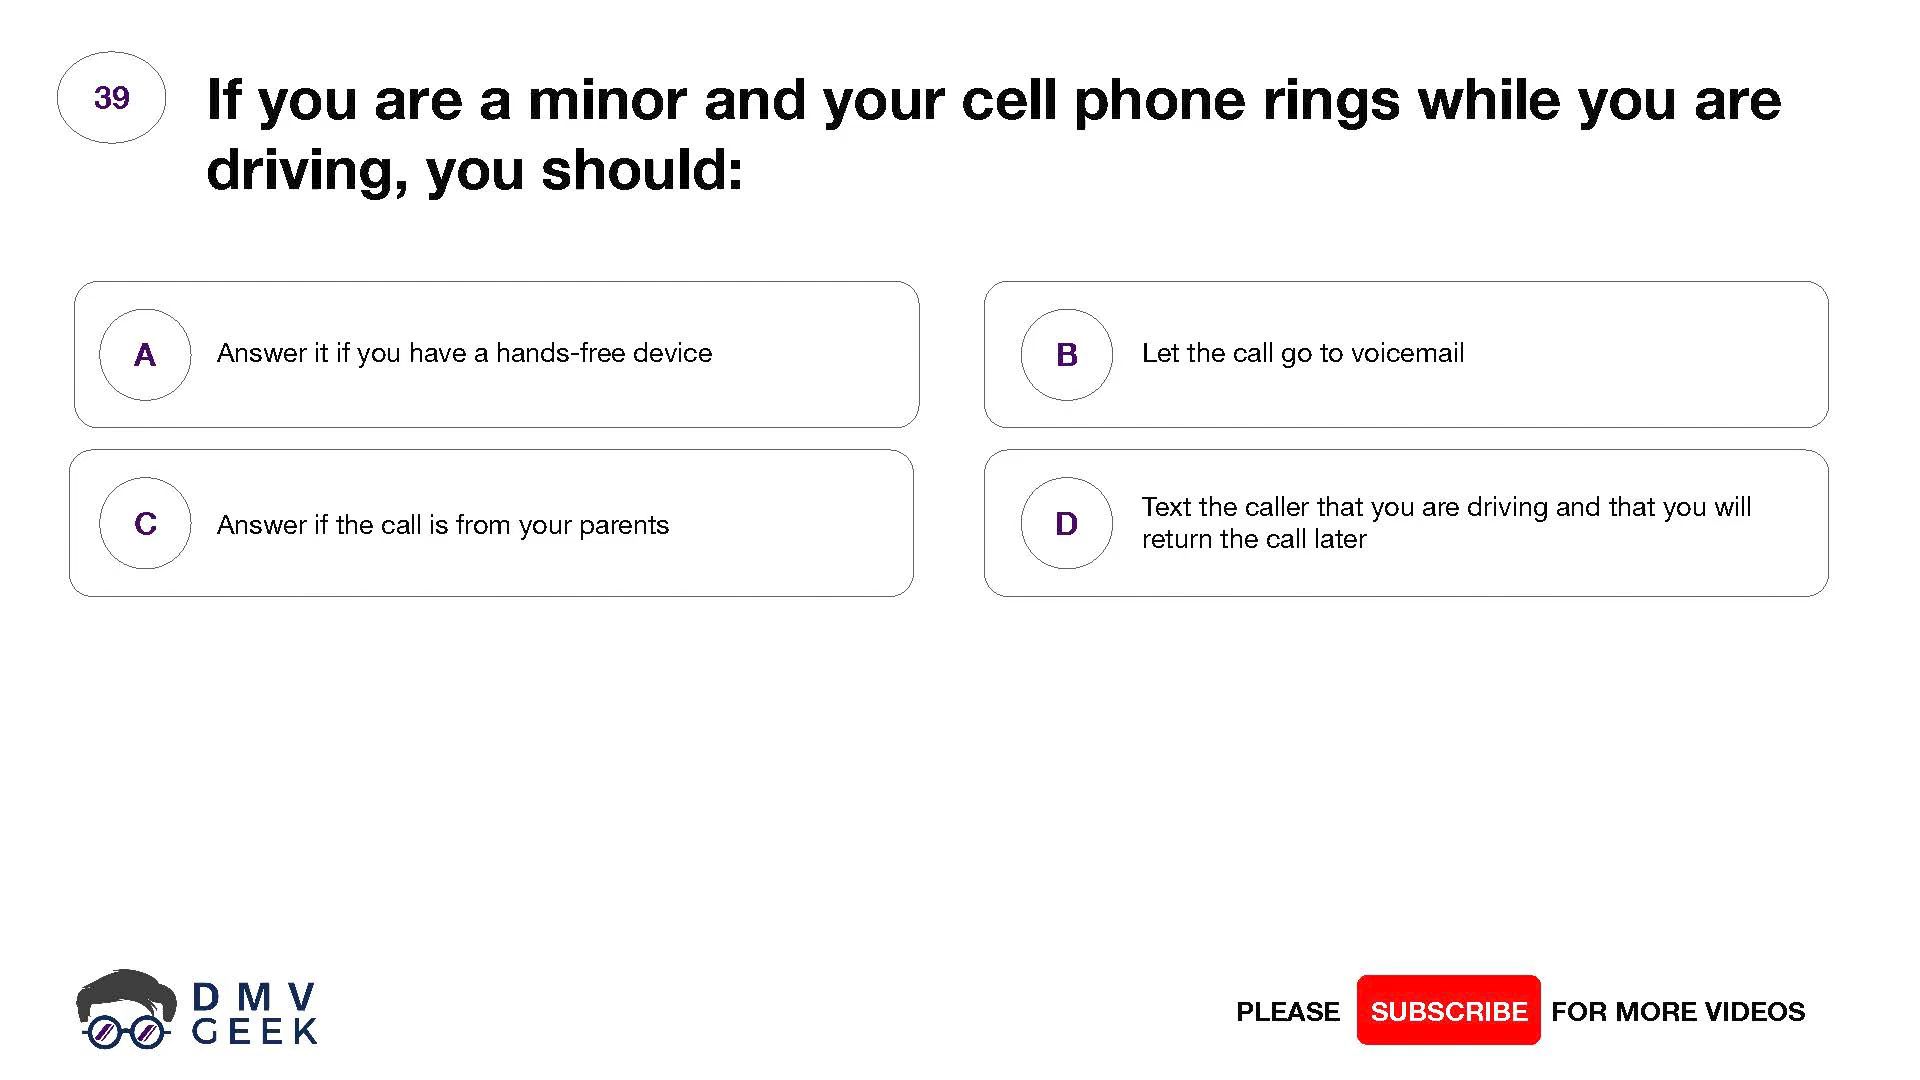 39
If you are a minor and your cell phone rings while you are
driving, you should:
A
Answer it if you have a hands-free device
B
Let the call go to voicemail
C
Answer if the call is from your parents
D
Text the caller that you are driving and that you will
return the call later
DMV
GEEK
PLEASE SUBSCRIBE FOR MORE VIDEOS